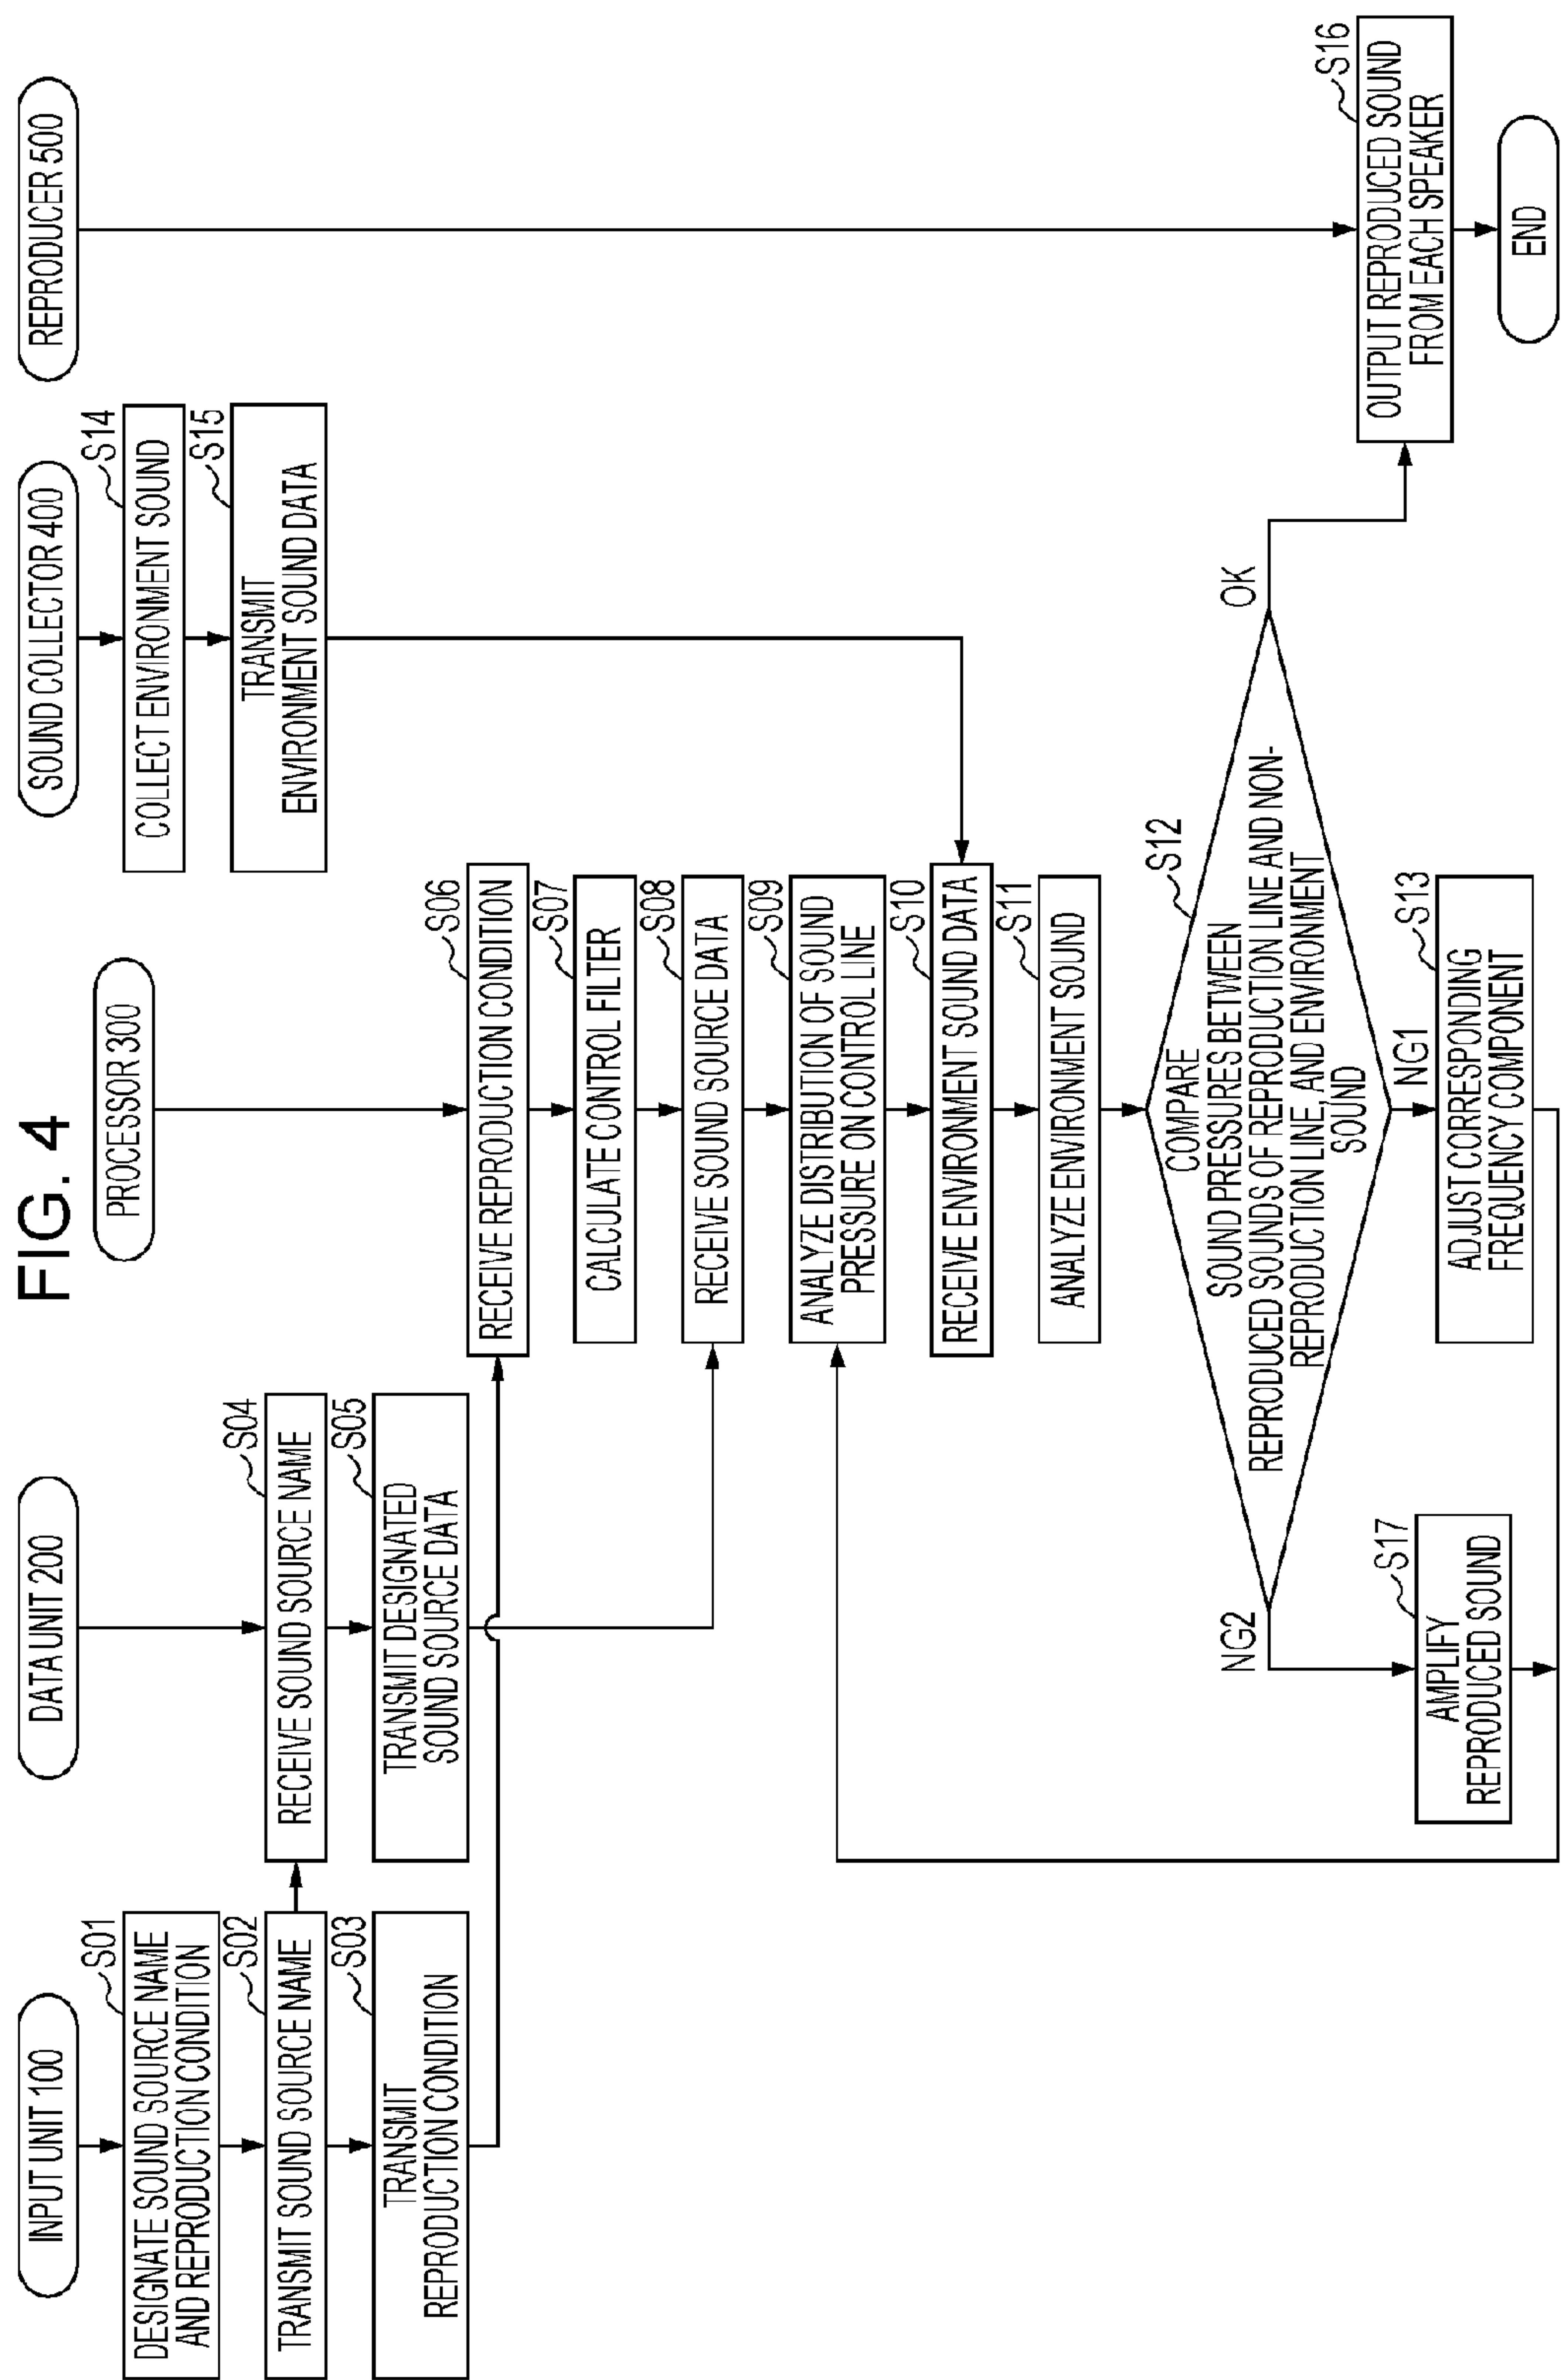 FIG. 4
INPUT UNIT 100
S01
DESIGNATE SOUND SOURCE NAME
AND REPRODUCTION CONDITION
S02
TRANSMIT SOUND SOURCE NAME
S03
TRANSMIT
REPRODUCTION CONDITION
DATA UNIT 200
S04
RECEIVE SOUND SOURCE NAME
S05
TRANSMIT DESIGNATED
SOUND SOURCE DATA
PROCESSOR 300
S06
RECEIVE REPRODUCTION CONDITION
S07
CALCULATE CONTROL FILTER
S08
RECEIVE SOUND SOURCE DATA
S09
ANALYZE DISTRIBUTION OF SOUND
PRESSURE ON CONTROL LINE
S10
RECEIVE ENVIRONMENT SOUND DATA
S11
ANALYZE ENVIRONMENT SOUND
S12
COMPARE
SOUND PRESSURES BETWEEN
REPRODUCED SOUNDS OF REPRODUCTION LINE AND NON-
REPRODUCTION LINE, AND ENVIRONMENT
SOUND
NG2
NG1
OK
S17
AMPLIFY
REPRODUCED SOUND
S13
ADJUST CORRESPONDING
FREQUENCY COMPONENT
SOUND COLLECTOR 400
S14
COLLECT ENVIRONMENT SOUND
S15
TRANSMIT
ENVIRONMENT SOUND DATA
REPRODUCER 500
S16
OUTPUT REPRODUCED SOUND
FROM EACH SPEAKER
END